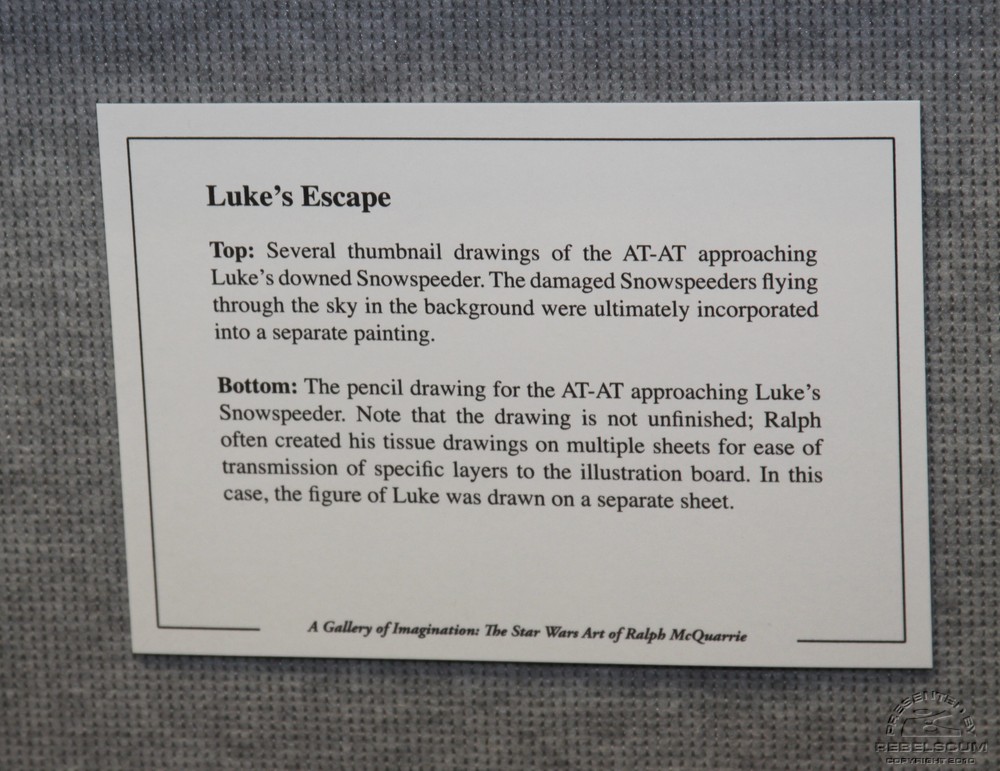 Luke's Escape
Top: Several thumbnail drawings of the AT-AT approaching
Luke's downed Snowspeeder. The damaged Snowspeeders flying
through the sky in the background were ultimately incorporated
into a separate painting.
Bottom: The pencil drawing for the AT-AT approaching Luke's
Snowspeeder. Note that the drawing is not unfinished; Ralph
often created his tissue drawings on multiple sheets for ease of
transmission of specific layers to the illustration board. In this
case, the figure of Luke was drawn on a separate sheet.
A Gallery of Imagination: The Star Wars Art of Ralph McQuarrie
PRESENTED BY
REBELSCUM
COPYRIGHT 2010